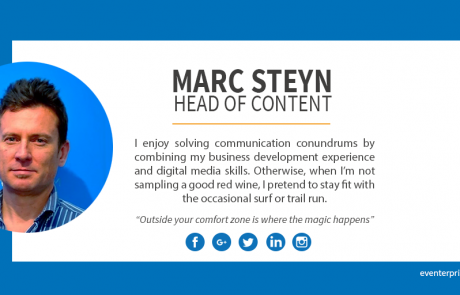 MARC STEYN
HEAD OF CONTENT
I enjoy solving communication conundrums by
combining my business development experience
and digital media skills. Otherwise, when I'm not
sampling a good red wine, I pretend to stay fit with
the occasional surf or trail run.
“Outside your comfort zone is where the magic happens”
f G+ in
eventerpri